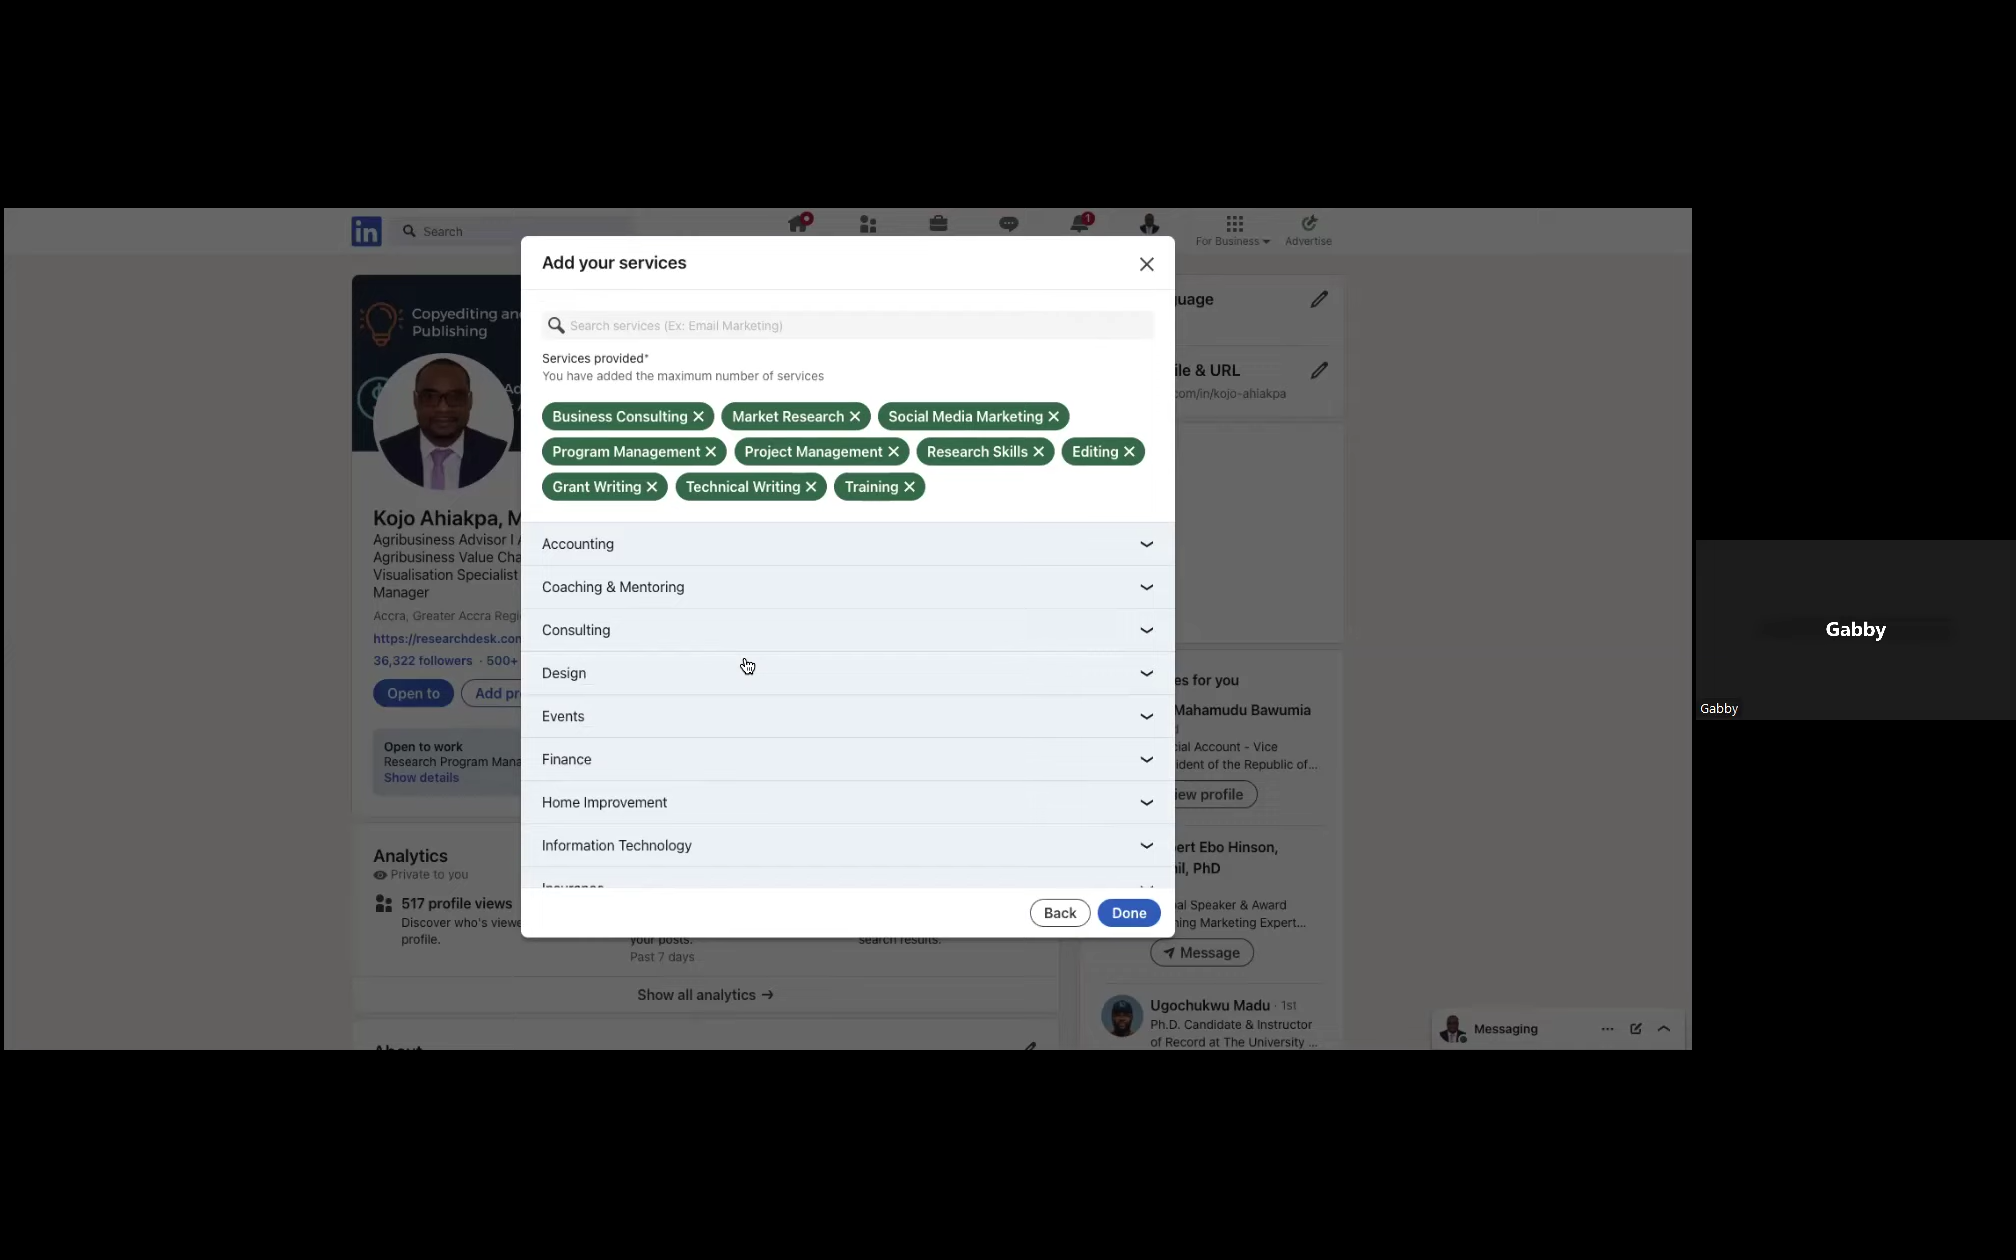 in
Search
1
For Business
Advertise
Add your services
Search services (Ex: Email Marketing)
Services provided*
You have added the maximum number of services
Business Consulting
Market Research
Social Media Marketing
Program Management
Project Management
Research Skills
Editing
Grant Writing
Technical Writing
Training
Accounting
Coaching & Mentoring
Consulting
Design
Events
Finance
Home Improvement
Information Technology
Insurance
Back
Done
Copyediting and
Publishing
Kojo Ahiakpa, M
Agribusiness Advisor I
Agribusiness Value Cha
Visualisation Specialist
Manager
Accra, Greater Accra Regi
https://researchdesk.con
36,322 followers · 500+
Open to
Add pr
Open to work
Research Program Mana
Show details
Analytics
Private to you
517 profile views
Discover who's viewe
profile.
your posts.
Past 7 days
search results.
Show all analytics →
About
uage
ile & URL
com/in/kojo-ahiakpa
es for you
Mahamudu Bawumia
cial Account - Vice
ident of the Republic of...
iew profile
ert Ebo Hinson,
il, PhD
al Speaker & Award
ning Marketing Expert...
Message
Ugochukwu Madu · 1st
Ph.D. Candidate & Instructor
of Record at The University ...
Messaging
Gabby
Gabby